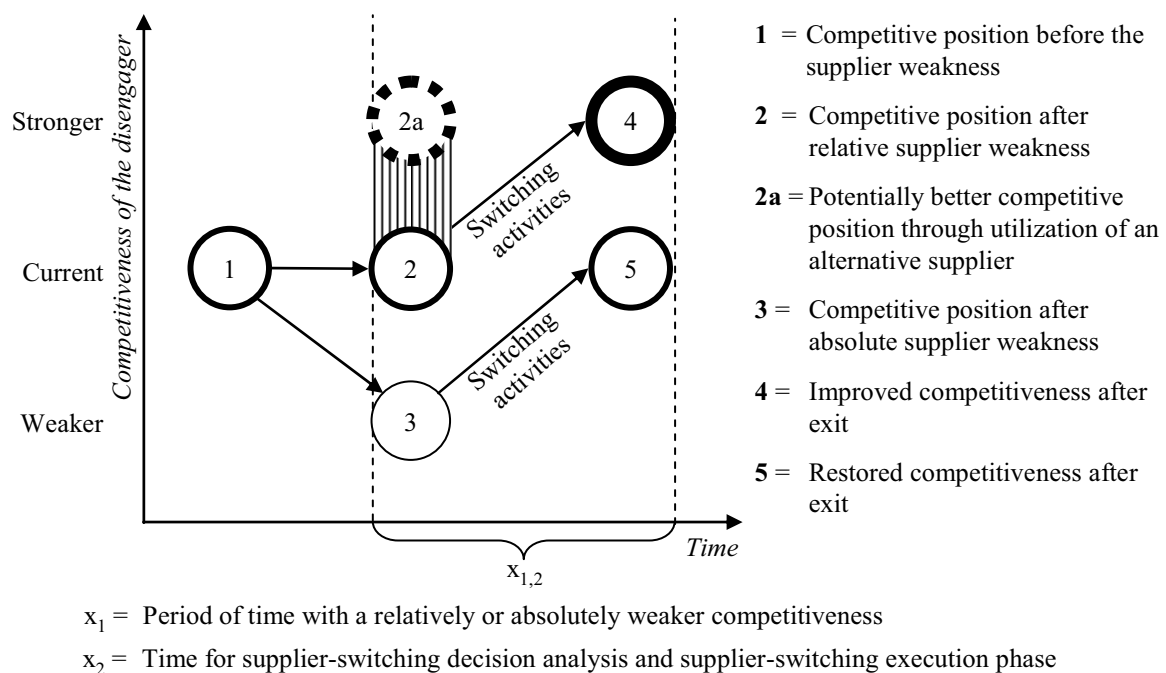 Competitiveness of the disengager
Stronger
Current
Weaker
2a
4
1
2
5
3
Switching
activities
Switching
activities
Time
x1,2
1 = Competitive position before the
supplier weakness
2 = Competitive position after
relative supplier weakness
2a = Potentially better competitive
position through utilization of an
alternative supplier
3 = Competitive position after
absolute supplier weakness
4 = Improved competitiveness after
exit
5 = Restored competitiveness after
exit
x1 = Period of time with a relatively or absolutely weaker competitiveness
x2 = Time for supplier-switching decision analysis and supplier-switching execution phase